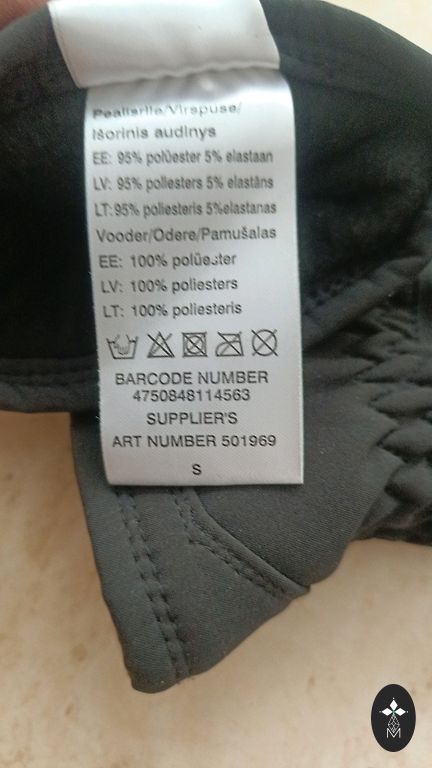 Pealisriie/Virspuse/
Išorinis audinys
EE: 95% polüester 5% elastaan
LV: 95% poliesters 5% elastāns
LT:95% poliesteris 5%elastanas
Vooder/Odere/Pamušalas
EE: 100% polüester
LV: 100% poliesters
LT: 100% poliesteris
BARCODE NUMBER
4750848114563
SUPPLIER'S
ART NUMBER 501969
S
M